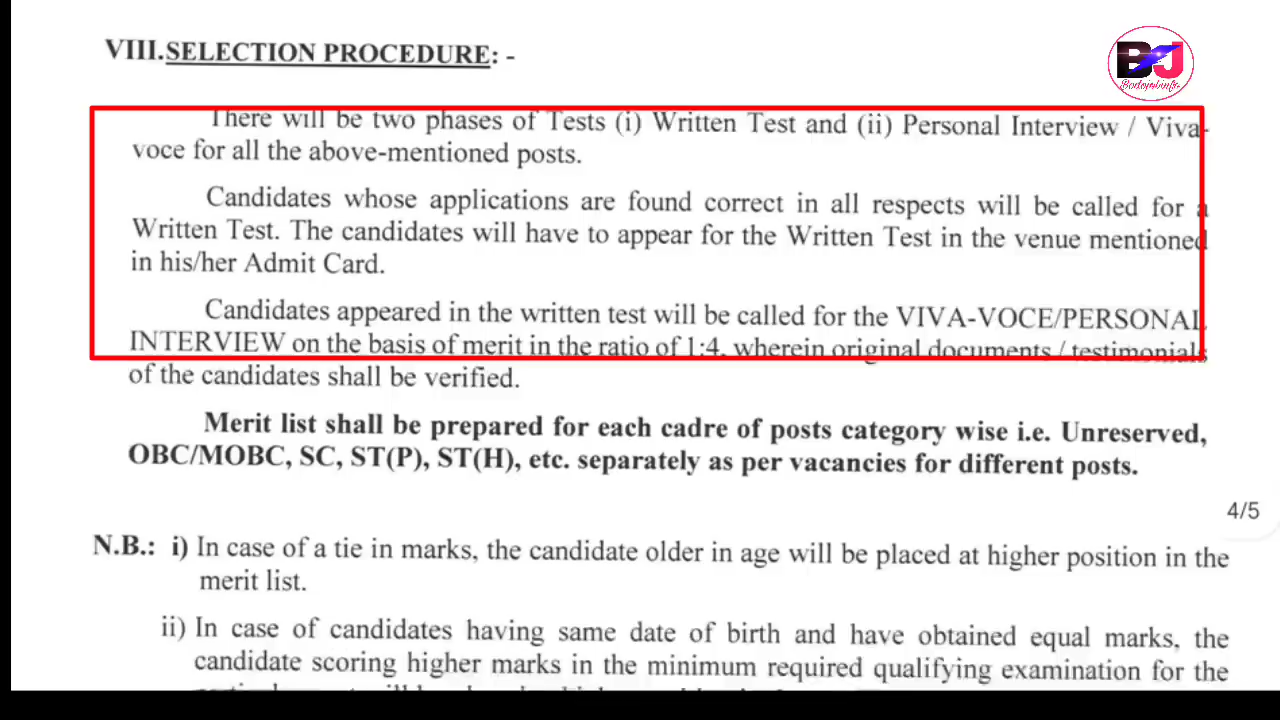 VIII. SELECTION PROCEDURE: -
BJ
Bodojobinfo
There will be two phases of Tests (i) Written Test and (ii) Personal Interview / Viva-
voce for all the above-mentioned posts.
Candidates whose applications are found correct in all respects will be called for a
Written Test. The candidates will have to appear for the Written Test in the venue mentioned
in his/her Admit Card.
Candidates appeared in the written test will be called for the VIVA-VOCE/PERSONAL
INTERVIEW on the basis of merit in the ratio of 1:4, wherein original documents / testimonials
of the candidates shall be verified.
Merit list shall be prepared for each cadre of posts category wise i.e. Unreserved,
OBC/MOBC, SC, ST(P), ST(H), etc. separately as per vacancies for different posts.
4/5
N.B.: i) In case of a tie in marks, the candidate older in age will be placed at higher position in the
merit list.
ii) In case of candidates having same date of birth and have obtained equal marks, the
candidate scoring higher marks in the minimum required qualifying examination for the